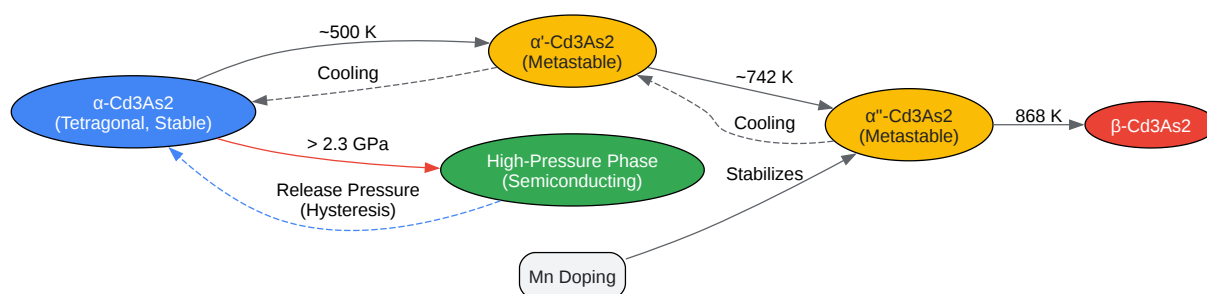 ~500 K
α'-Cd3As2
(Metastable)
Cooling
~742 K
α-Cd3As2
(Tetragonal, Stable)
α"-Cd3As2
(Metastable)
868 K
β-Cd3As2
Cooling
> 2.3 GPa
High-Pressure Phase
(Semiconducting)
Stabilizes
Release Pressure
(Hysteresis)
Mn Doping